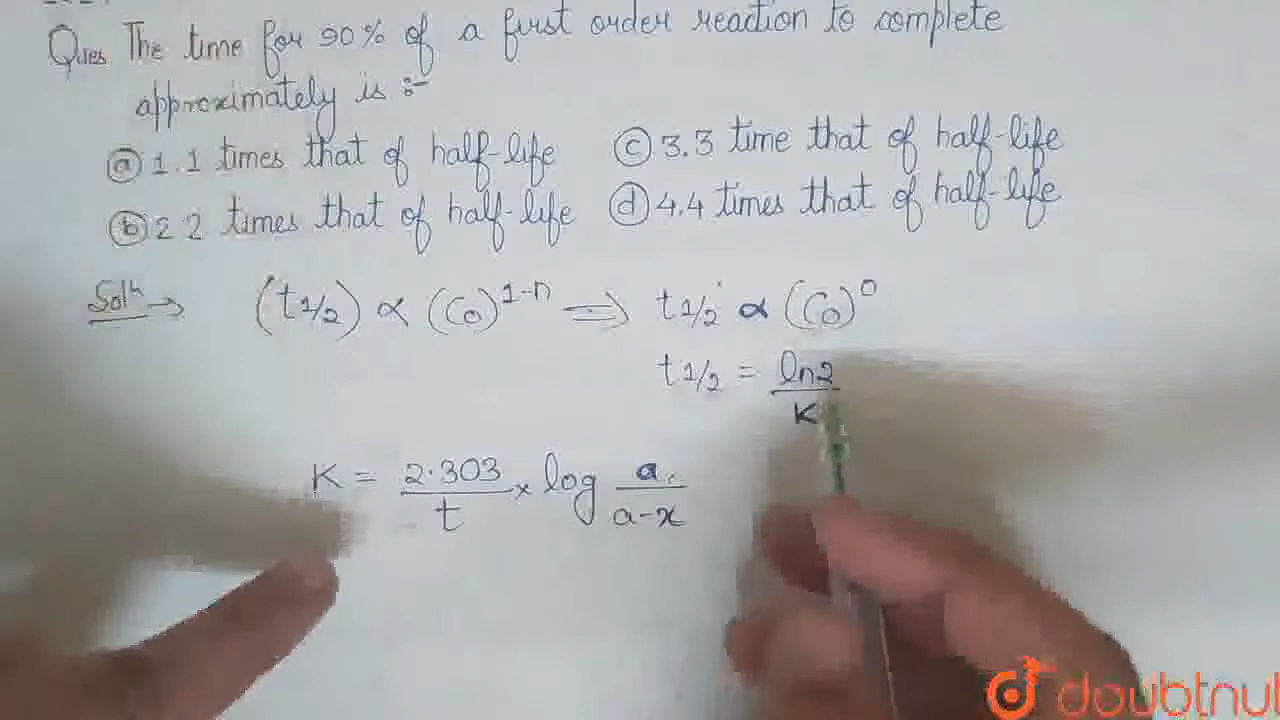 Ques The time for 90% of a first order reaction to complete
approximately is :-
ⓐ 1.1 times that of half-life ⓒ 3.3 time that of half-life
ⓑ 2 2 times that of half-life ⓓ 4.4 times that of half-life
Solⁿ → (t1/2) ∝ (C₀)^1-n ⟹ t1/2 ∝ (C₀)^0
t1/2 = ln2/K
K = 2.303/t × log a/a-x
doubtnut